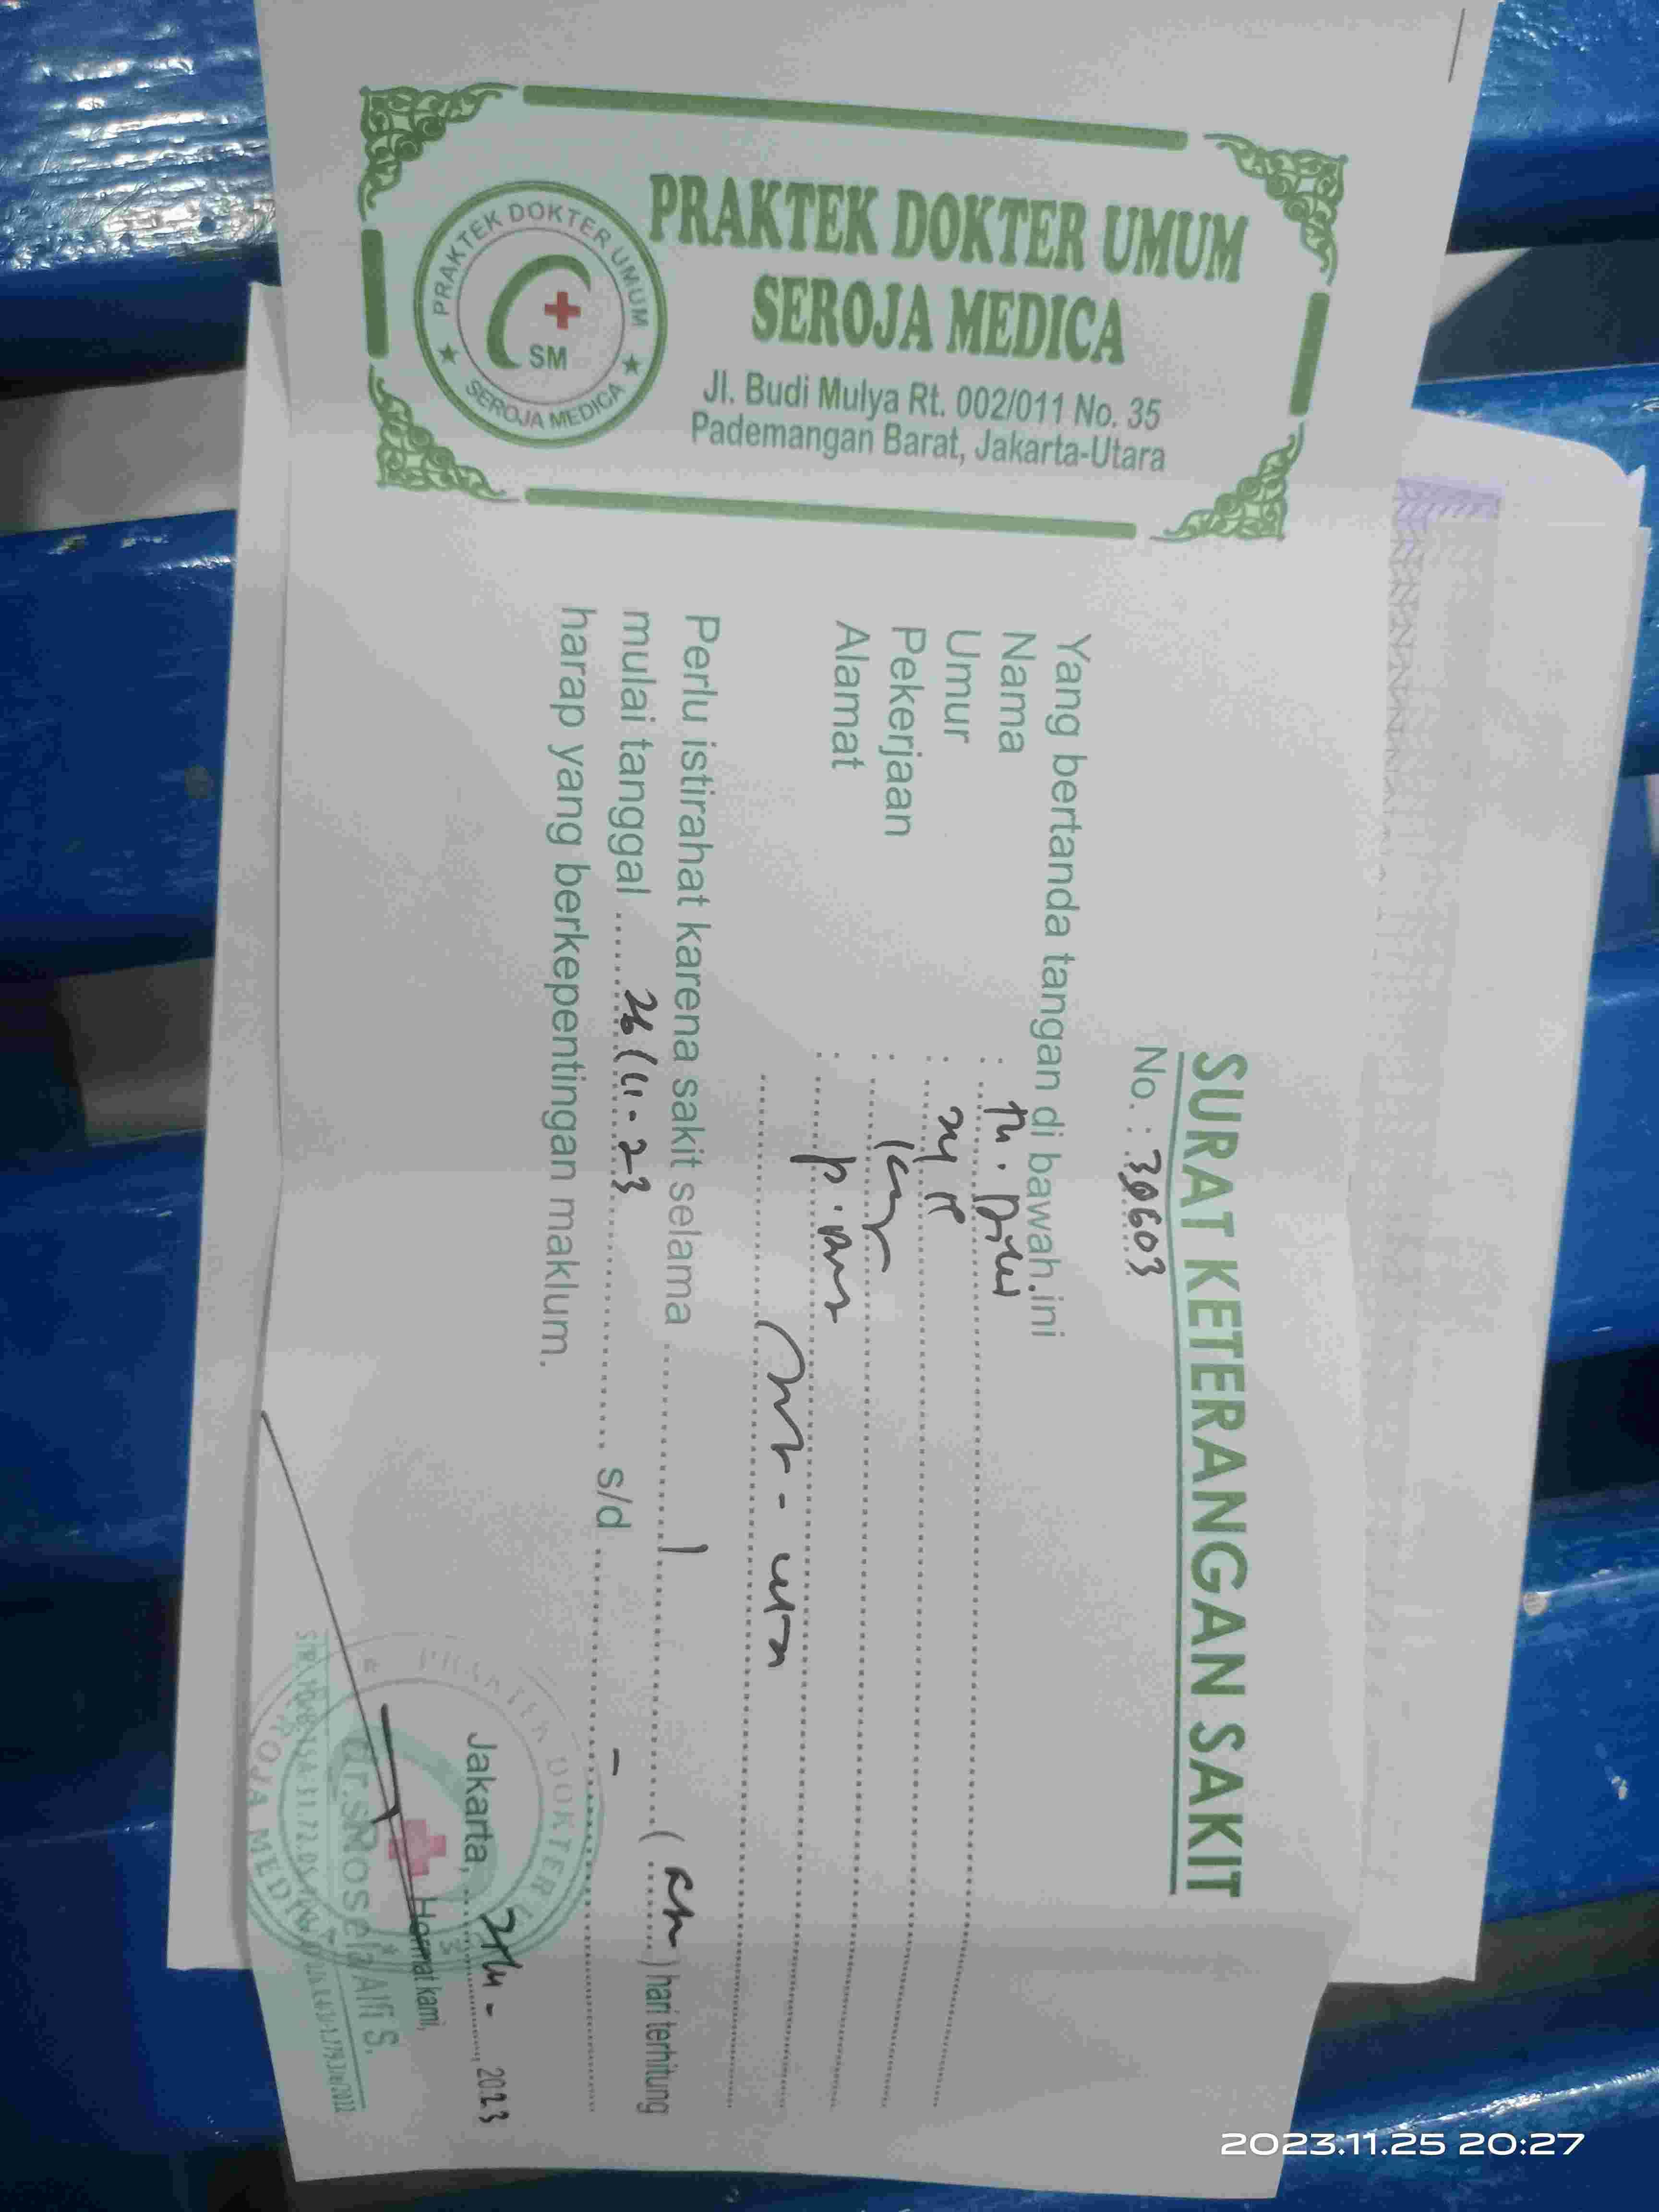 PRAKTEK DOKTER UMUM
SEROJA MEDICA
Jl. Budi Mulya Rt. 002/011 No. 35
Pademangan Barat, Jakarta-Utara
PRAKTEK DOKTER UMUM
SM
SEROJA MEDICA
SURAT KETERANGAN SAKIT
No. :
Yang bertanda tangan di bawah ini
Nama :
Umur :
Pekerjaan :
Alamat :
Perlu istirahat karena sakit selama 1 ( ) hari terhitung
mulai tanggal 26/11-23 s/d -
harap yang berkepentingan maklum.
Jakarta, 2023
Hormat kami,
PRAKTEK DOKTER
Alfi S.
2023.11.25 20:27